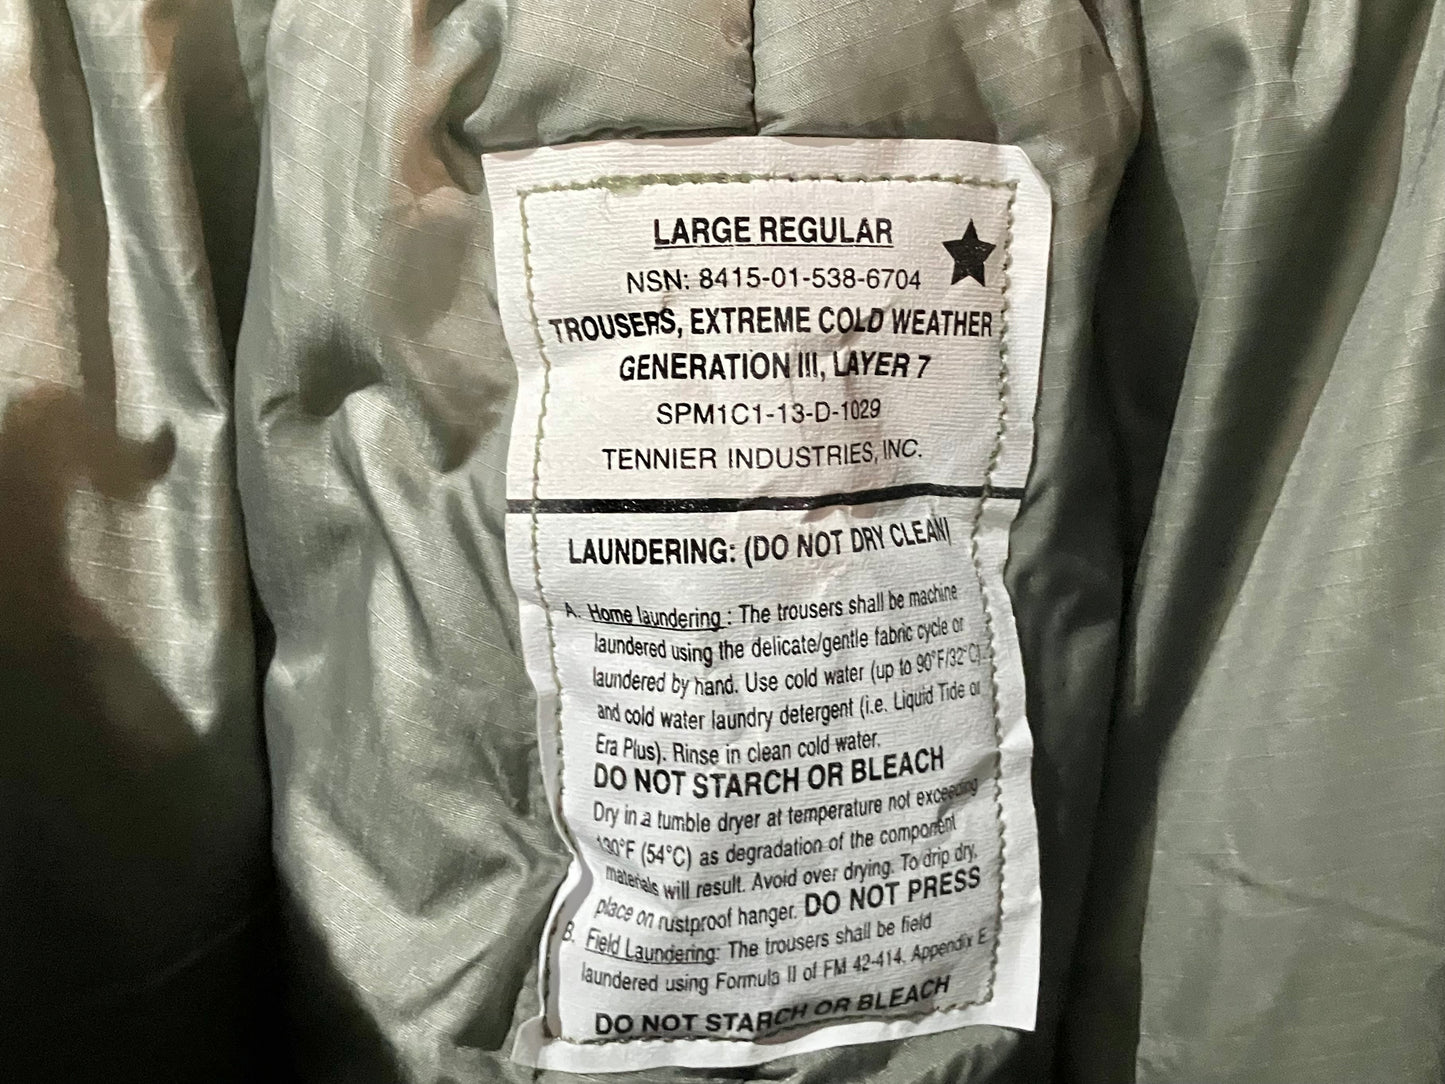 LARGE REGULAR
NSN: 8415-01-538-6704
TROUSERS, EXTREME COLD WEATHER
GENERATION III, LAYER 7
SPM1C1-13-D-1029
TENNIER INDUSTRIES, INC.
LAUNDERING: (DO NOT DRY CLEAN)
A. Home laundering : The trousers shall be machine
laundered using the delicate/gentle fabric cycle or
laundered by hand. Use cold water (up to 90°F/32°C)
and cold water laundry detergent (i.e. Liquid Tide or
Era Plus). Rinse in clean cold water.
DO NOT STARCH OR BLEACH
Dry in a tumble dryer at temperature not exceeding
130°F (54°C) as degradation of the component
materials will result. Avoid over drying. To drip dry,
place on rustproof hanger. DO NOT PRESS
B. Field Laundering: The trousers shall be field
laundered using Formula II of FM 42-414. Appendix E
DO NOT STARCH OR BLEACH